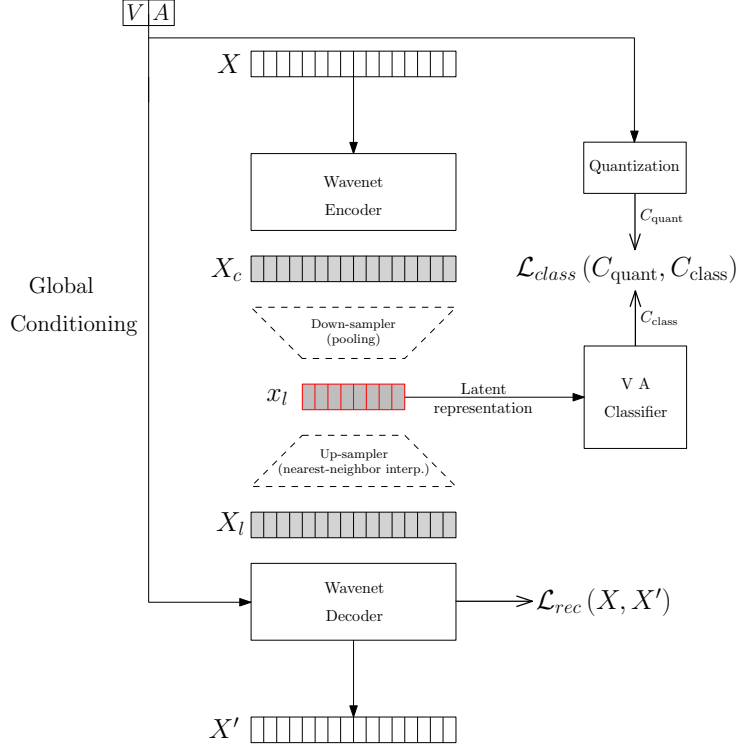 V A
X
Quantization
Wavenet
Encoder
C_quant
X_c
ℒ_class (C_quant, C_class)
Global
Conditioning
Down-sampler
(pooling)
C_class
x_l
Latent
representation
V A
Classifier
Up-sampler
(nearest-neighbor interp.)
X_l
Wavenet
Decoder
ℒ_rec (X, X′)
X′